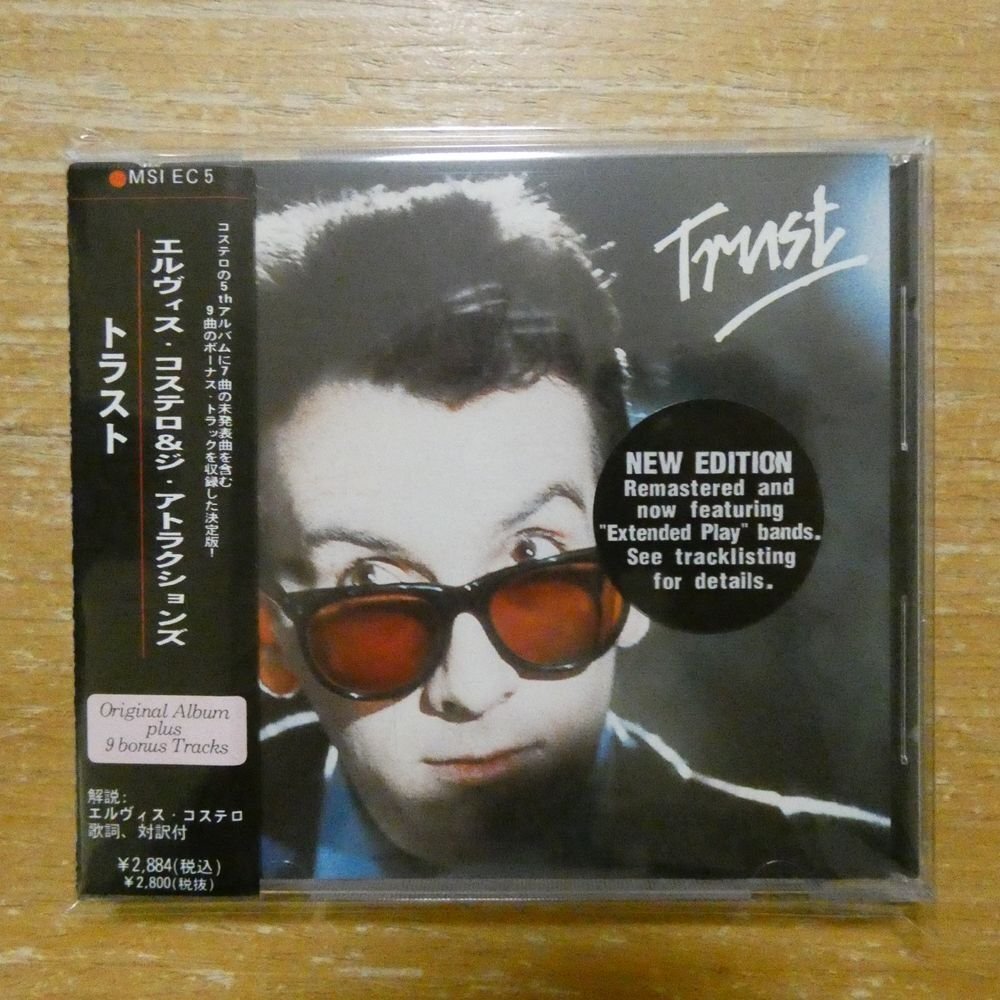 MSI EC 5
コステロの5thアルバムに7曲の未発表曲を含む
9曲のボーナス・トラックを収録した決定版!
エルヴィス・コステロ&ジ・アトラクションズ
トラスト
Original Album
plus
9 bonus Tracks
解説:
エルヴィス・コステロ
歌詞、対訳付
¥2,884(税込)
¥2,800(税抜)
Trust
NEW EDITION
Remastered and
now featuring
"Extended Play" bands.
See tracklisting
for details.